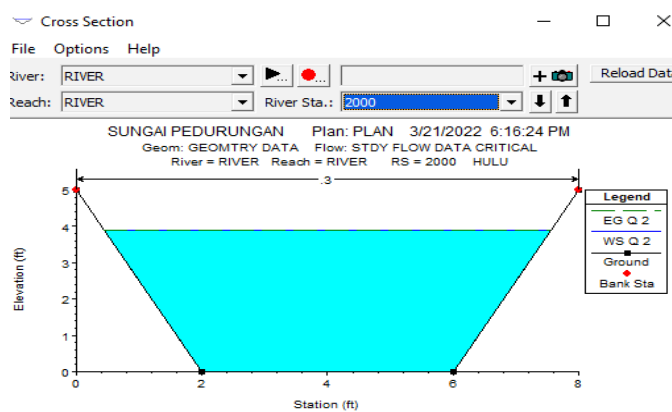 Cross Section
File Options Help
River: RIVER
Reload Data
Reach: RIVER River Sta.: 2000
SUNGAI PEDURUNGAN Plan: PLAN 3/21/2022 6:16:24 PM
Geom: GEOMTRY DATA Flow: STDY FLOW DATA CRITICAL
River = RIVER Reach = RIVER RS = 2000 HULU
.3
5
4
3
2
1
0
Elevation (ft)
0 2 4 6 8
Station (ft)
Legend
EG Q 2
WS Q 2
Ground
Bank Sta